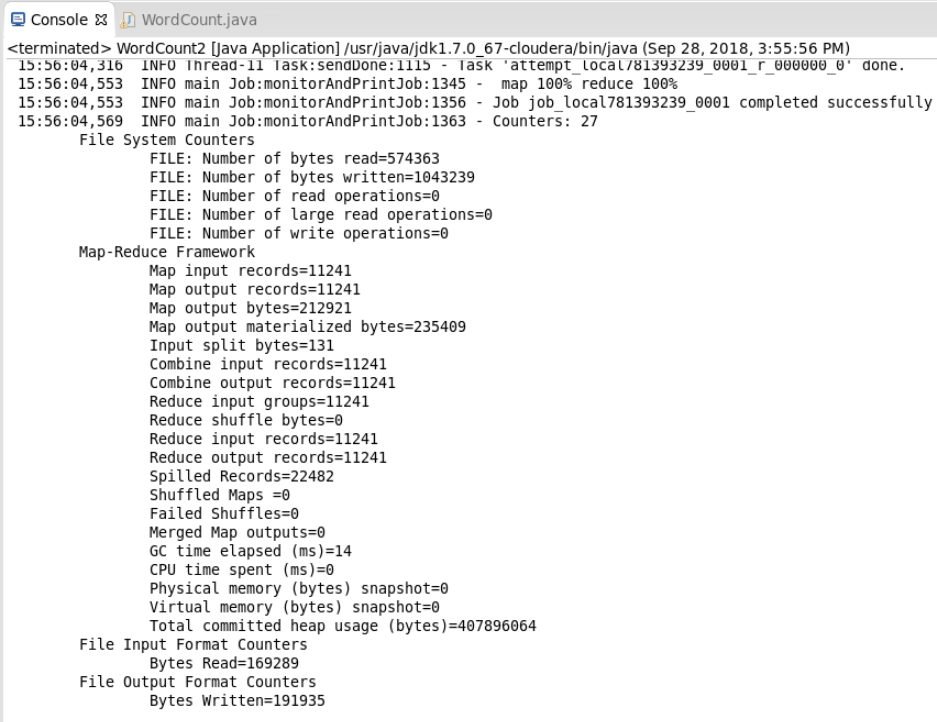 Console WordCount.java
<terminated> WordCount2 [Java Application] /usr/java/jdk1.7.0_67-cloudera/bin/java (Sep 28, 2018, 3:55:56 PM)
15:56:04,316 INFO Thread-11 Task:sendDone:1115 - Task 'attempt_local781393239_0001_r_000000_0' done.
15:56:04,553 INFO main Job:monitorAndPrintJob:1345 - map 100% reduce 100%
15:56:04,553 INFO main Job:monitorAndPrintJob:1356 - Job job_local781393239_0001 completed successfully
15:56:04,569 INFO main Job:monitorAndPrintJob:1363 - Counters: 27
File System Counters
FILE: Number of bytes read=574363
FILE: Number of bytes written=1043239
FILE: Number of read operations=0
FILE: Number of large read operations=0
FILE: Number of write operations=0
Map-Reduce Framework
Map input records=11241
Map output records=11241
Map output bytes=212921
Map output materialized bytes=235409
Input split bytes=131
Combine input records=11241
Combine output records=11241
Reduce input groups=11241
Reduce shuffle bytes=0
Reduce input records=11241
Reduce output records=11241
Spilled Records=22482
Shuffled Maps =0
Failed Shuffles=0
Merged Map outputs=0
GC time elapsed (ms)=14
CPU time spent (ms)=0
Physical memory (bytes) snapshot=0
Virtual memory (bytes) snapshot=0
Total committed heap usage (bytes)=407896064
File Input Format Counters
Bytes Read=169289
File Output Format Counters
Bytes Written=191935